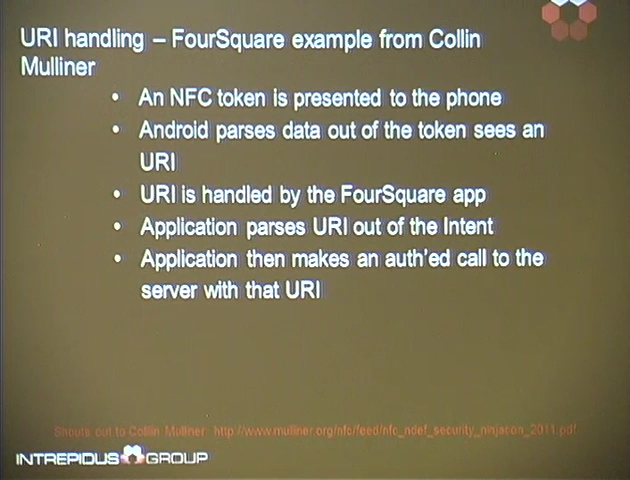 URI handling – FourSquare example from Collin
Mulliner
• An NFC token is presented to the phone
• Android parses data out of the token sees an
URI
• URI is handled by the FourSquare app
• Application parses URI out of the Intent
• Application then makes an auth'ed call to the
server with that URI
Shouts out to Collin Mulliner: http://www.mulliner.org/nfc/feed/nfc_ndef_security_ninjacon_2011.pdf
INTREPIDUS GROUP